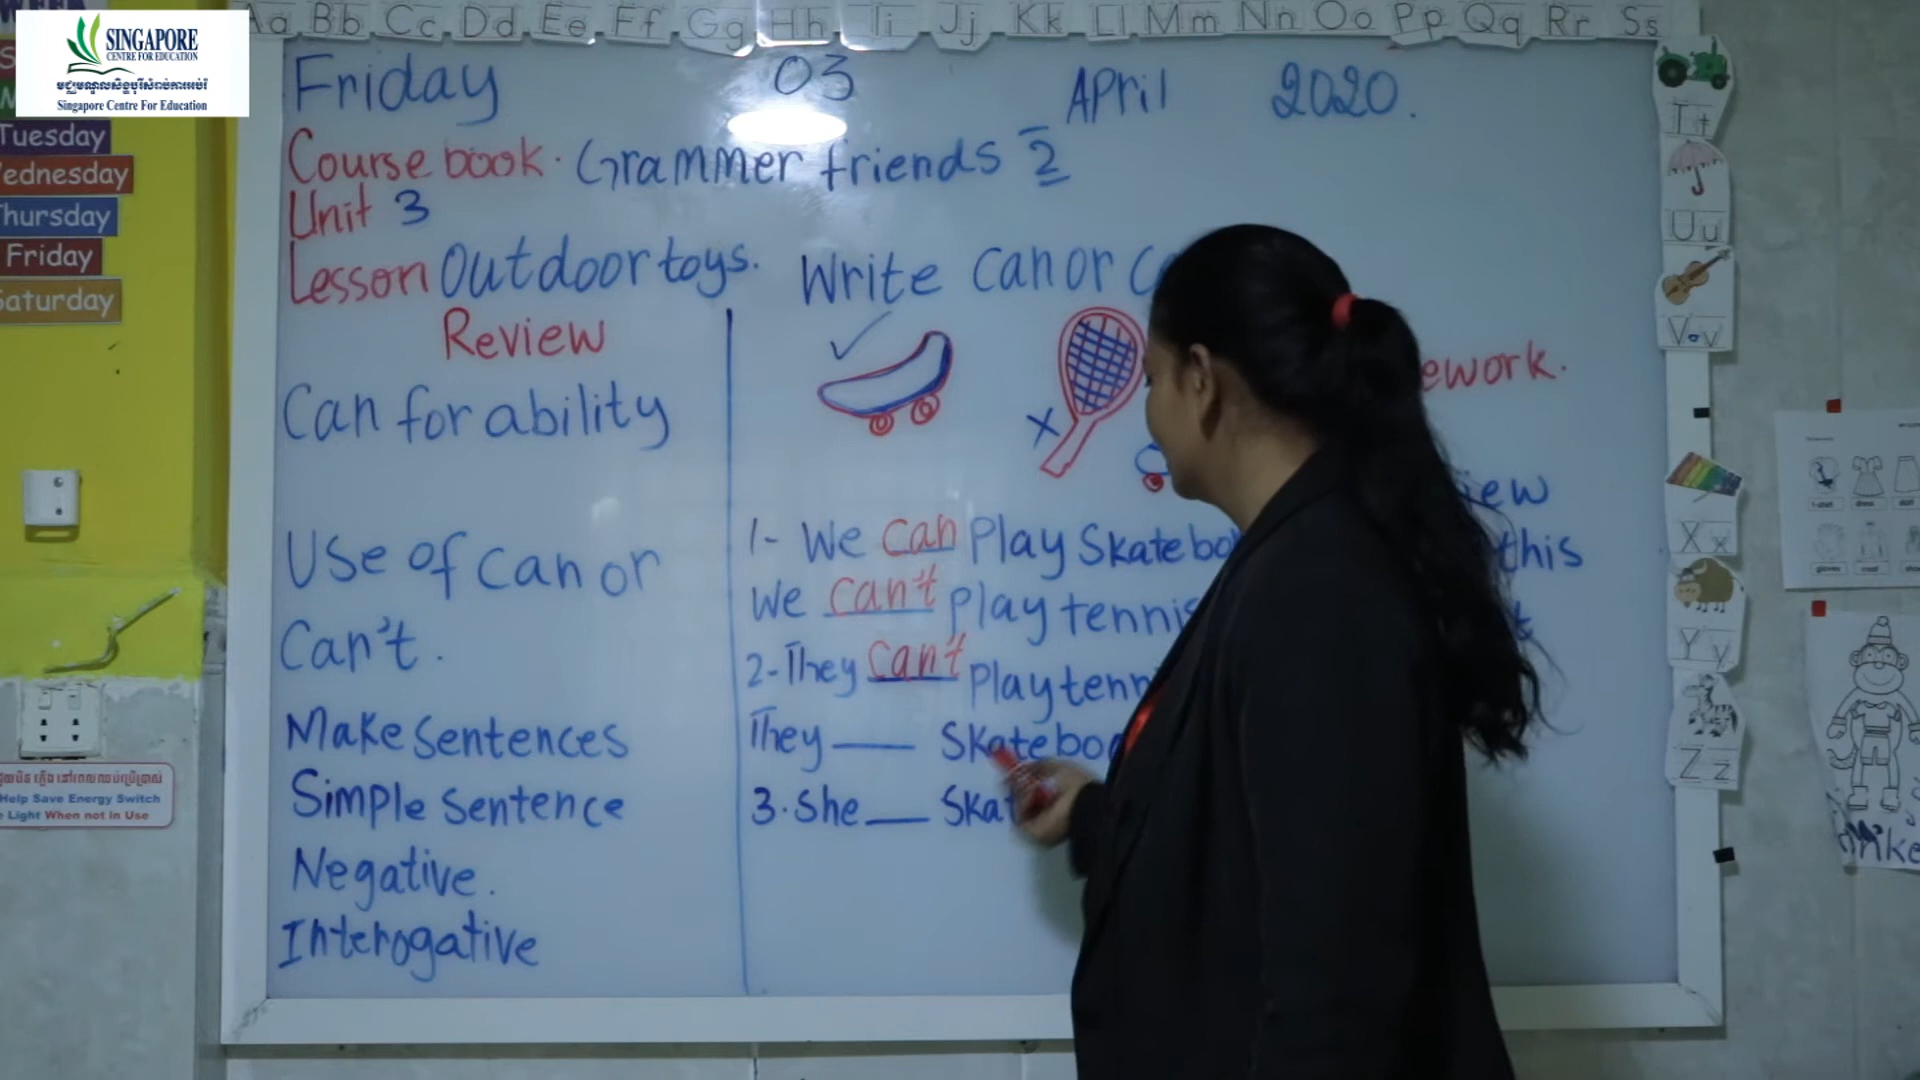 SINGAPORE
CENTRE FOR EDUCATION
មជ្ឈមណ្ឌលសិង្ហបុរីសំរាប់ការអប់រំ
Singapore Centre For Education
Aa Bb Cc Dd Ee Ff Gg Hh Ii Jj Kk Ll Mm Nn Oo Pp Qq Rr Ss
Tt
Uu
Vv
Xx
Yy
Zz
Tuesday
Wednesday
Thursday
Friday
Saturday
Friday 03 April 2020.
Course book. Grammer friends 2
Unit 3
Lesson Outdoor toys.
Review
Can for ability
Use of can or
Can't.
Make sentences
Simple sentence
Negative.
Interogative
Write can or
1- We can Play Skatebo
We can't play tennis
2- They can't Play tenn
They ___ Skateboa
3. She ___ Skat
ework.
iew
this
Help Save Energy Switch
Light When not in Use
Mike